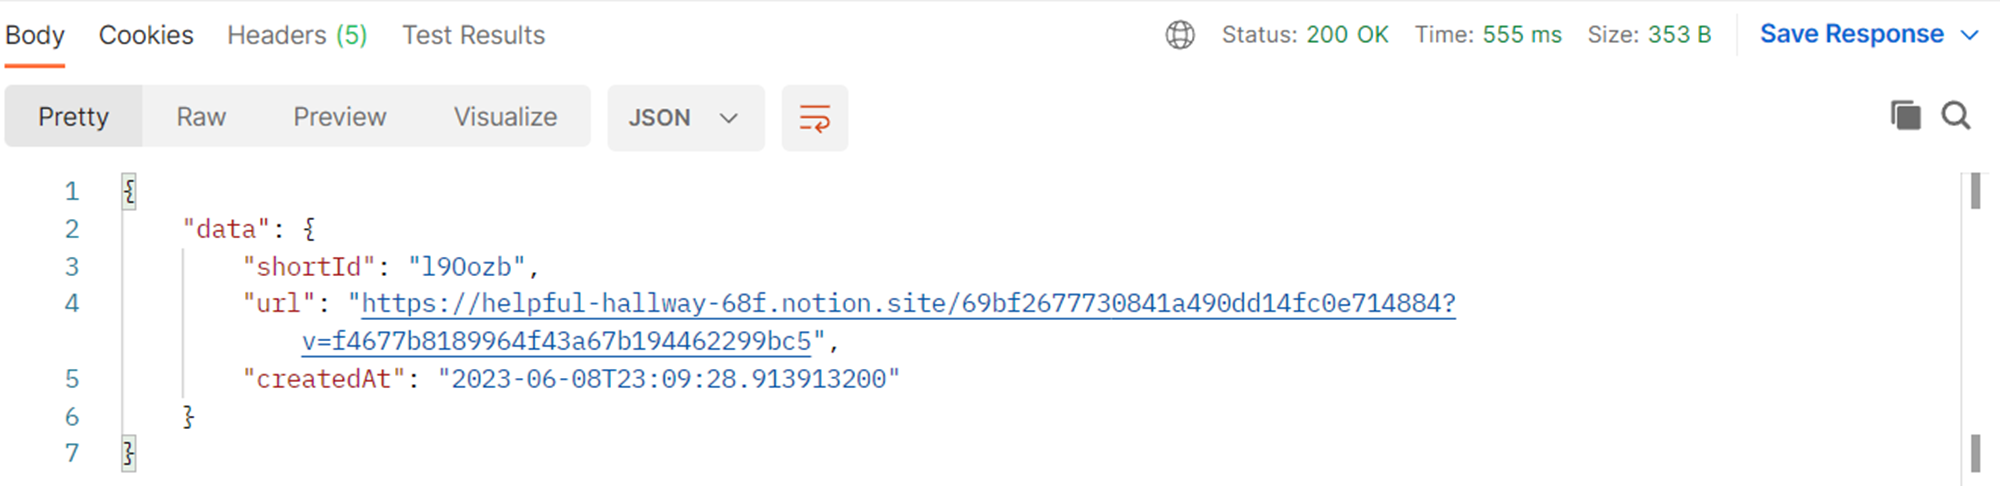 Body Cookies Headers (5) Test Results Status: 200 OK Time: 555 ms Size: 353 B Save Response
Pretty Raw Preview Visualize JSON
1 {
2 "data": {
3 "shortId": "l9Oozb",
4 "url": "https://helpful-hallway-68f.notion.site/69bf2677730841a490dd14fc0e714884?
v=f4677b8189964f43a67b194462299bc5",
5 "createdAt": "2023-06-08T23:09:28.913913200"
6 }
7 }